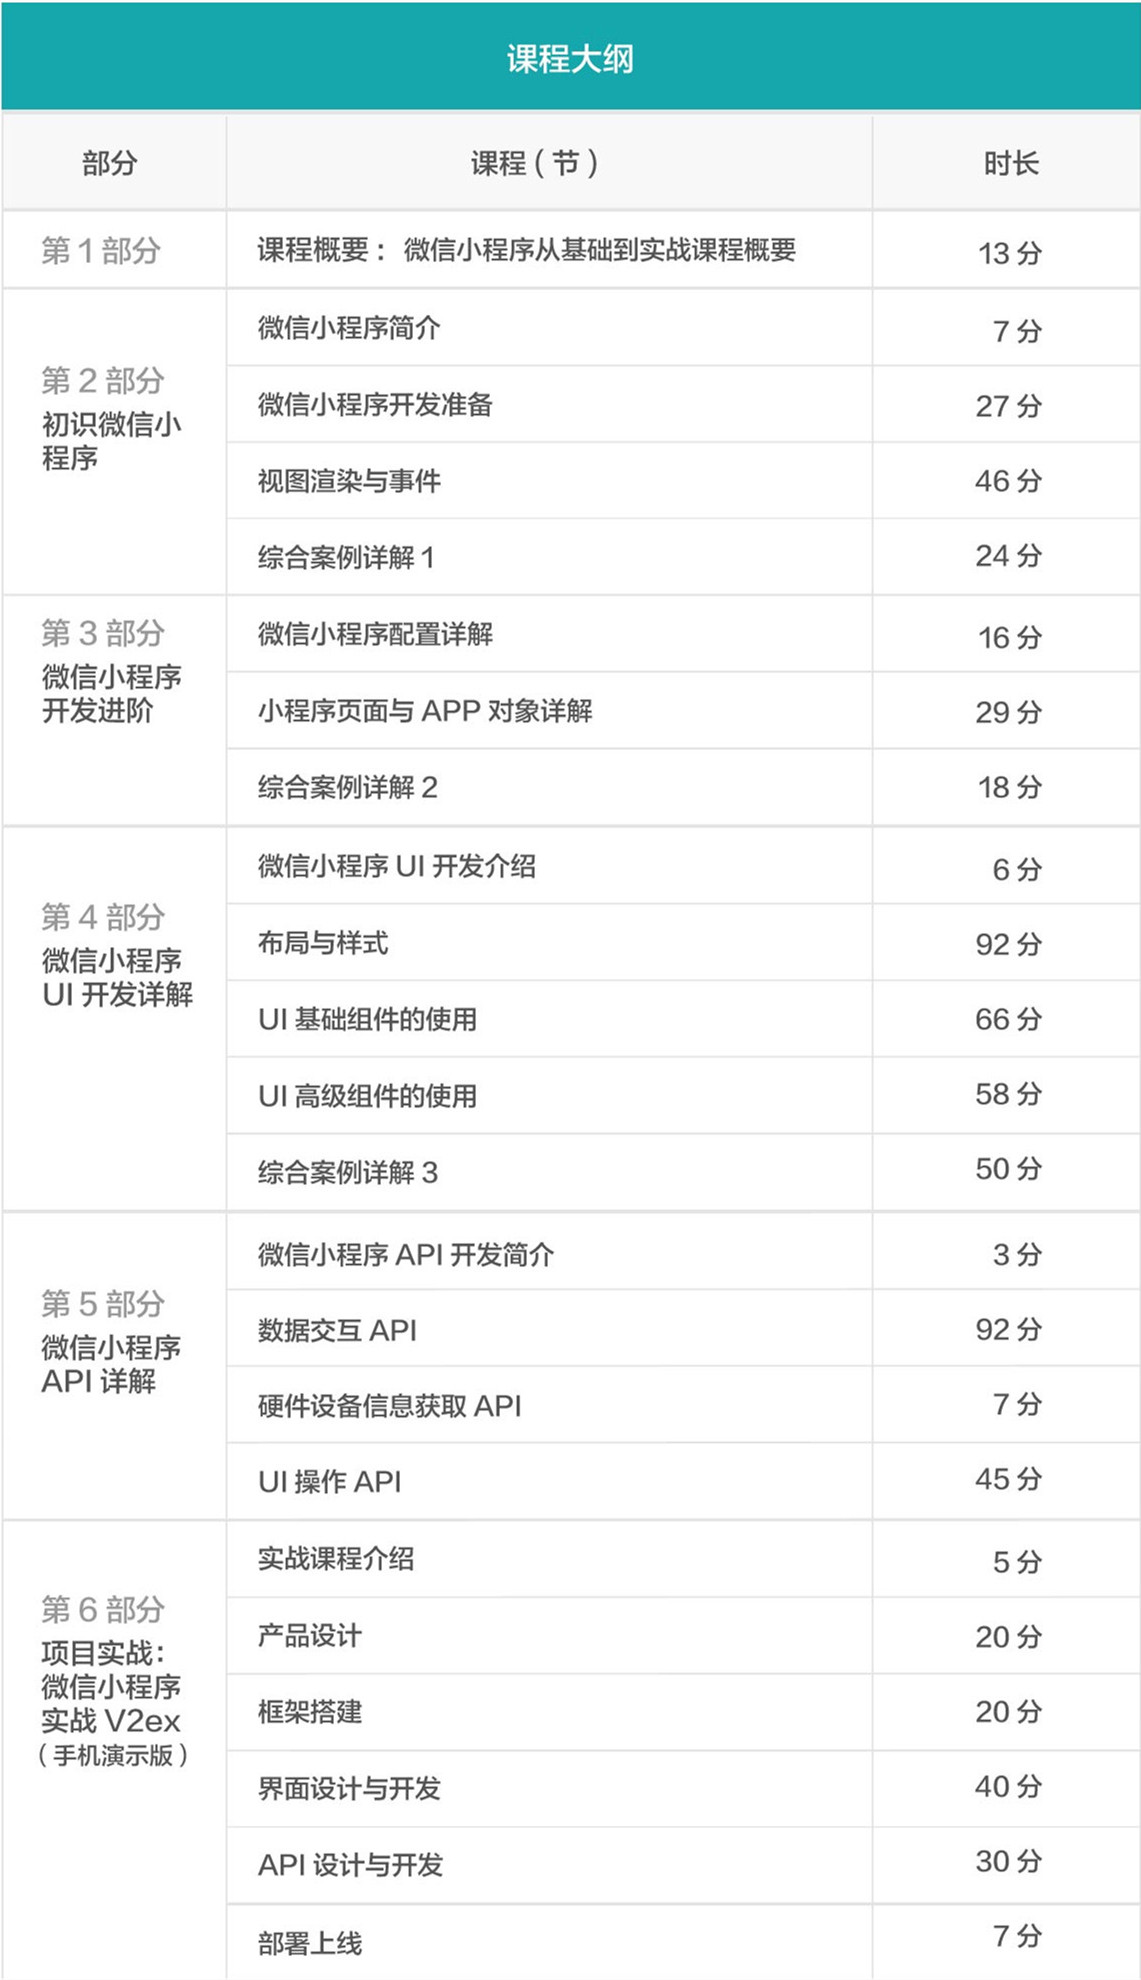 课程大纲
部分 课程（节） 时长
第 1 部分 课程概要： 微信小程序从基础到实战课程概要 13 分
第 2 部分
初识微信小
程序
微信小程序简介 7 分
微信小程序开发准备 27 分
视图渲染与事件 46 分
综合案例详解 1 24 分
第 3 部分
微信小程序
开发进阶
微信小程序配置详解 16 分
小程序页面与 APP 对象详解 29 分
综合案例详解 2 18 分
第 4 部分
微信小程序
UI 开发详解
微信小程序 UI 开发介绍 6 分
布局与样式 92 分
UI 基础组件的使用 66 分
UI 高级组件的使用 58 分
综合案例详解 3 50 分
第 5 部分
微信小程序
API 详解
微信小程序 API 开发简介 3 分
数据交互 API 92 分
硬件设备信息获取 API 7 分
UI 操作 API 45 分
第 6 部分
项目实战：
微信小程序
实战 V2ex
（手机演示版）
实战课程介绍 5 分
产品设计 20 分
框架搭建 20 分
界面设计与开发 40 分
API 设计与开发 30 分
部署上线 7 分